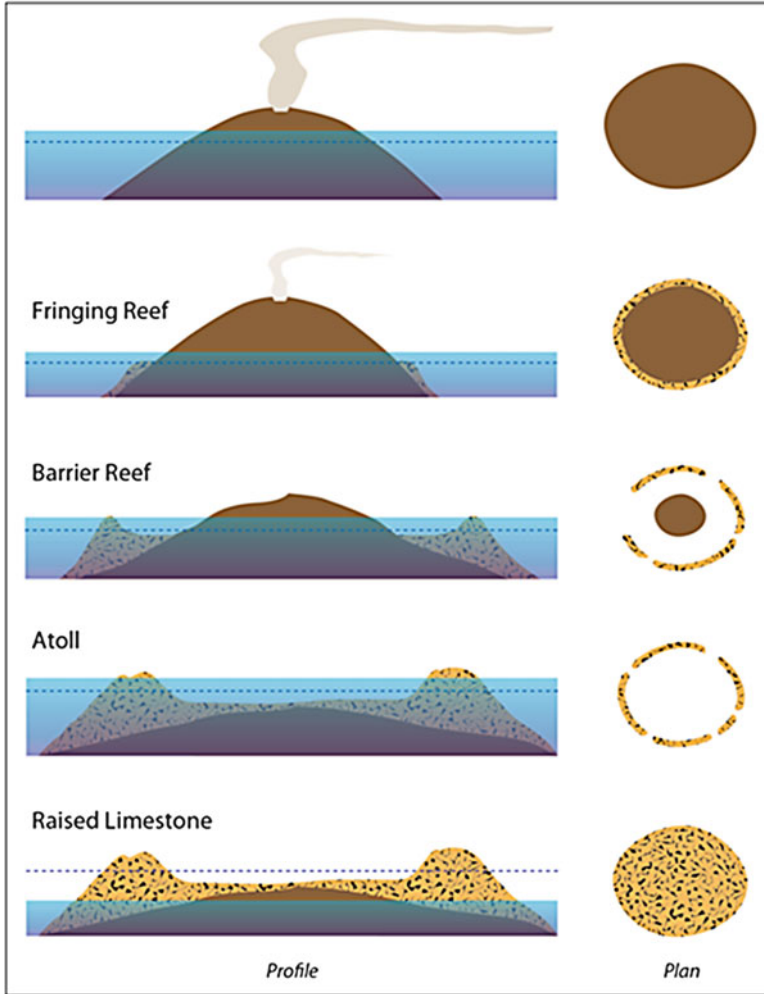 Fringing Reef
Barrier Reef
Atoll
Raised Limestone
Profile
Plan